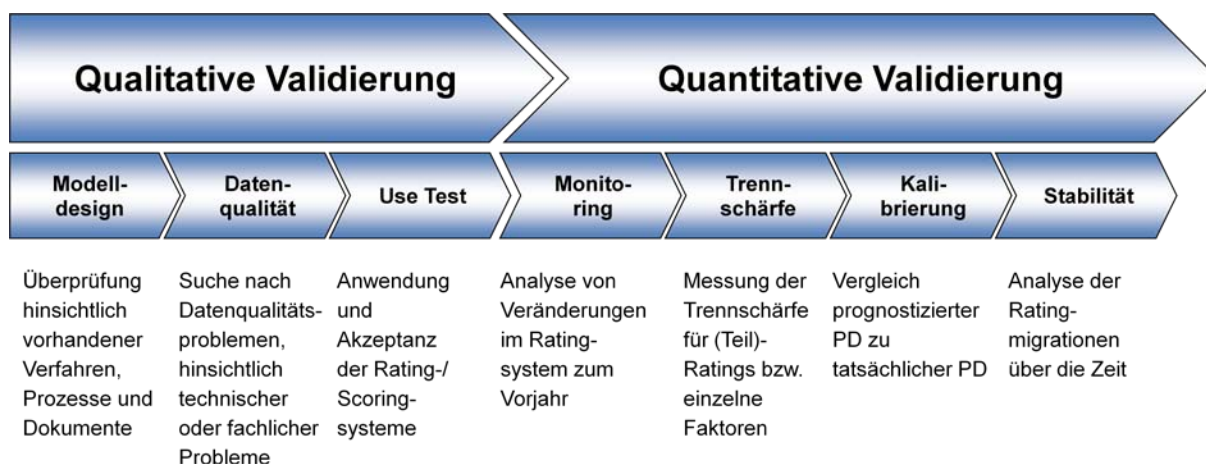 Qualitative Validierung
Quantitative Validierung
Modell-
design
Daten-
qualität
Use Test
Monito-
ring
Trenn-
schärfe
Kali-
brierung
Stabilität
Überprüfung
hinsichtlich
vorhandener
Verfahren,
Prozesse und
Dokumente
Suche nach
Datenqualitäts-
problemen,
hinsichtlich
technischer
oder fachlicher
Probleme
Anwendung
und
Akzeptanz
der Rating-/
Scoring-
systeme
Analyse von
Veränderungen
im Rating-
system zum
Vorjahr
Messung der
Trennschärfe
für (Teil)-
Ratings bzw.
einzelne
Faktoren
Vergleich
prognostizierter
PD zu
tatsächlicher PD
Analyse der
Rating-
migrationen
über die Zeit